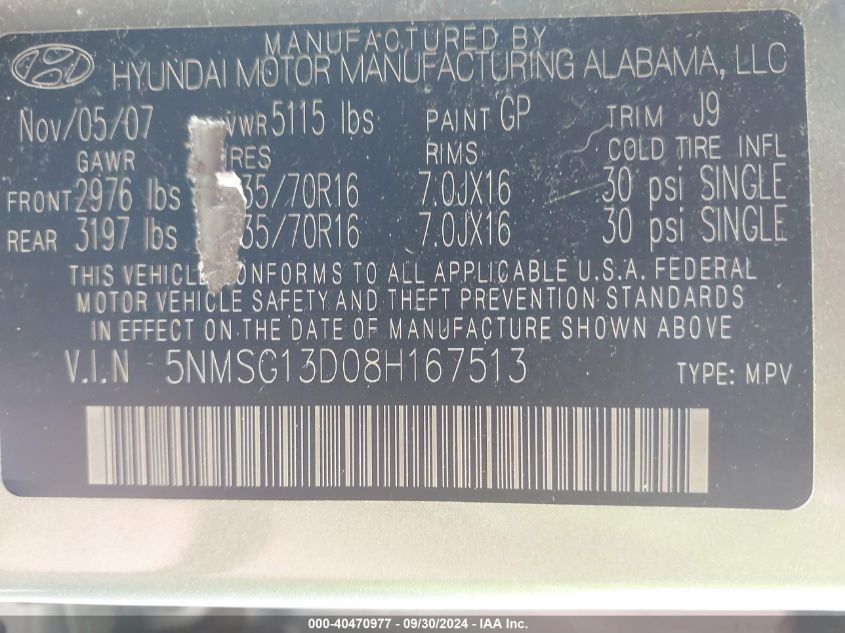 MANUFACTURED BY
HYUNDAI MOTOR MANUFACTURING ALABAMA, LLC
Nov/05/07 VWR 5115 lbs PAINT GP TRIM J9
GAWR IRES RIMS COLD TIRE INFL
FRONT 2976 lbs 35/70R16 7.0JX16 30 psi SINGLE
REAR 3197 lbs 35/70R16 7.0JX16 30 psi SINGLE
THIS VEHICLE CONFORMS TO ALL APPLICABLE U.S.A. FEDERAL
MOTOR VEHICLE SAFETY AND THEFT PREVENTION STANDARDS
IN EFFECT ON THE DATE OF MANUFACTURE SHOWN ABOVE
V.I.N 5NMSG13D08H167513 TYPE: M.PV
000-40470977 - 09/30/2024 - IAA Inc.